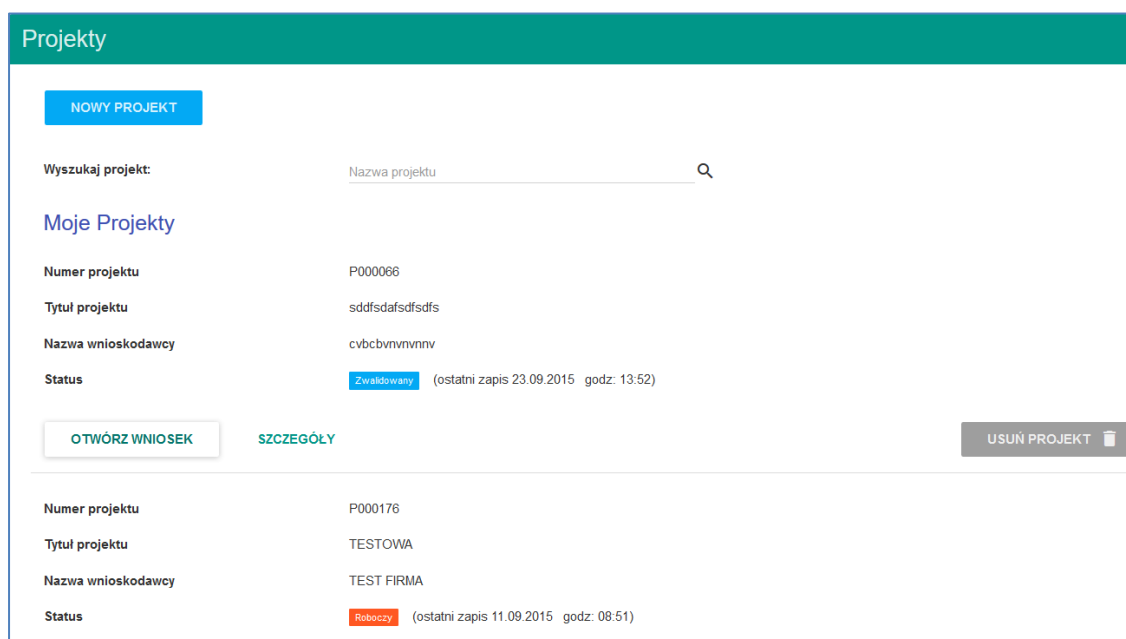 Projekty
NOWY PROJEKT
Wyszukaj projekt: Nazwa projektu
Moje Projekty
Numer projektu P000066
Tytuł projektu sddfsdafsdfsdfs
Nazwa wnioskodawcy cvbcbvnvnvnnv
Status Zwalidowany (ostatni zapis 23.09.2015 godz: 13:52)
OTWÓRZ WNIOSEK SZCZEGÓŁY USUŃ PROJEKT
Numer projektu P000176
Tytuł projektu TESTOWA
Nazwa wnioskodawcy TEST FIRMA
Status Roboczy (ostatni zapis 11.09.2015 godz: 08:51)